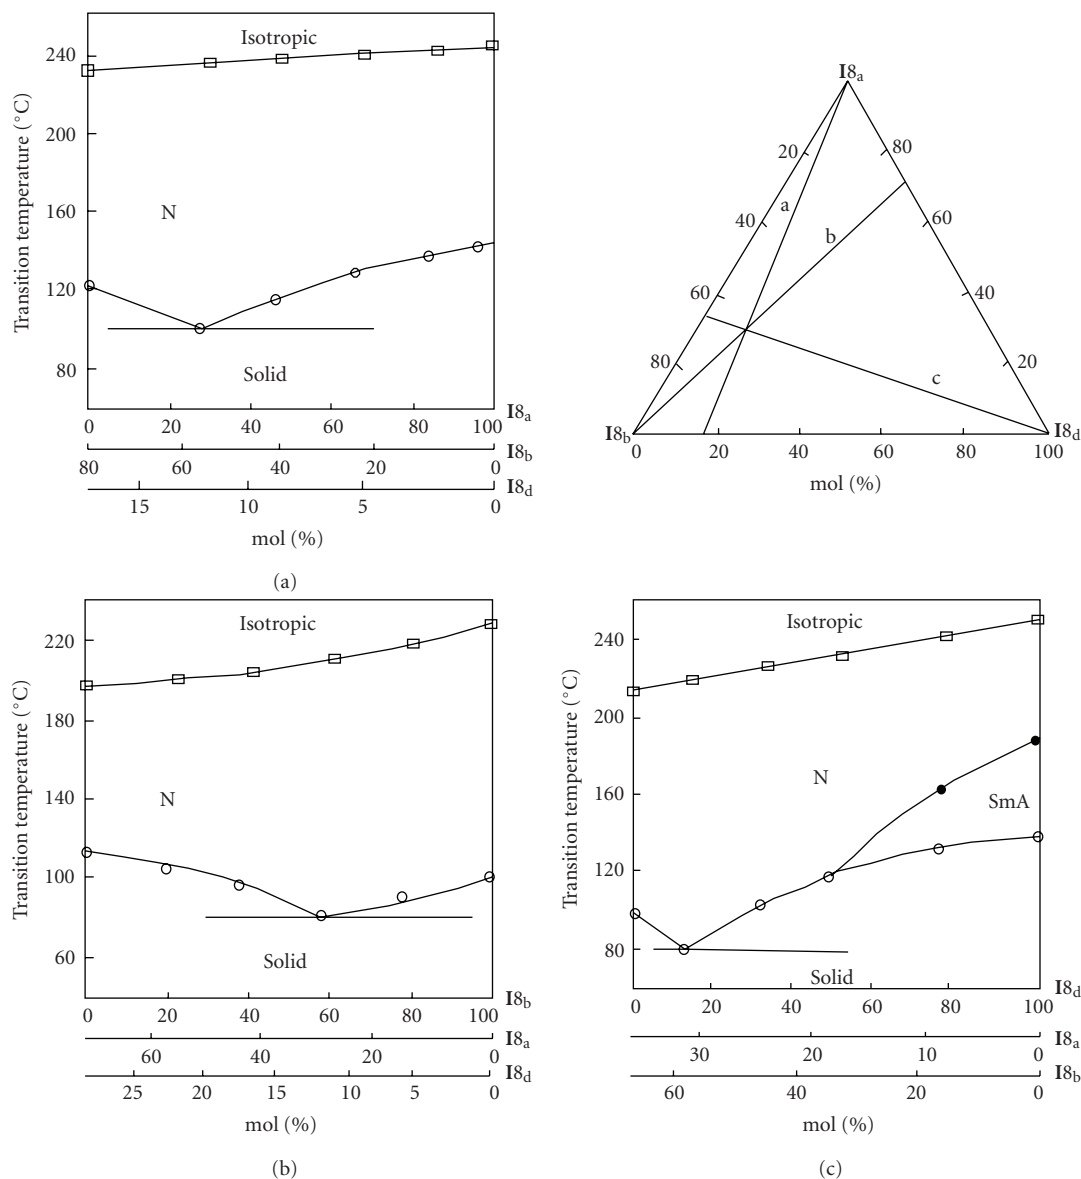 Isotropic
240
200
160
120
80
Transition temperature (°C)
N
Solid
0 20 40 60 80 100 I8a
80 60 40 20 0 I8b
15 10 5 0 I8d
mol (%)
(a)
I8a
20 80
a
40 60
b
60 40
80 20
c
I8b I8d
0 20 40 60 80 100
mol (%)
Isotropic
220
180
140
100
60
Transition temperature (°C)
N
Solid
0 20 40 60 80 100 I8b
60 40 20 0 I8a
25 20 15 10 5 0 I8d
mol (%)
(b)
Isotropic
240
200
160
120
80
Transition temperature (°C)
N
SmA
Solid
0 20 40 60 80 100 I8d
30 20 10 0 I8a
60 40 20 0 I8b
mol (%)
(c)